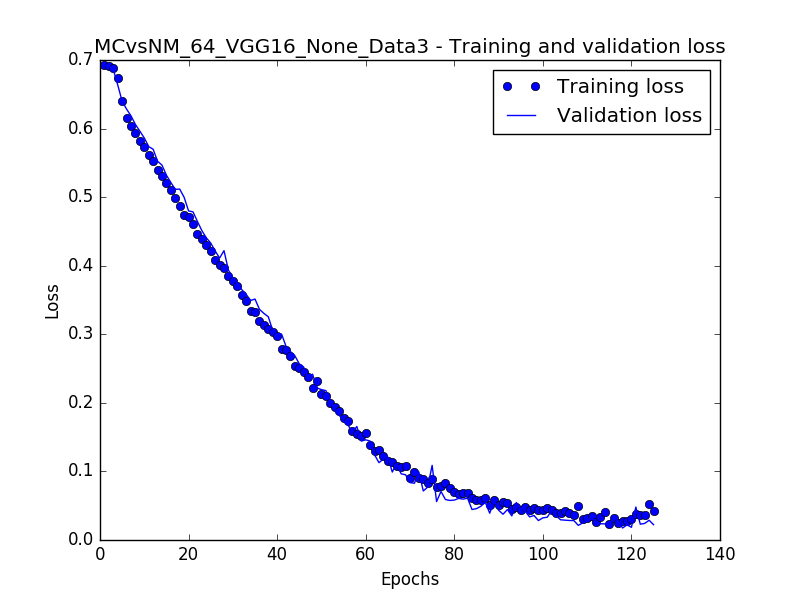 MCvsNM_64_VGG16_None_Data3 - Training and validation loss
Training loss
Validation loss
0.7
0.6
0.5
0.4
0.3
0.2
0.1
0.0
Loss
0 20 40 60 80 100 120 140
Epochs